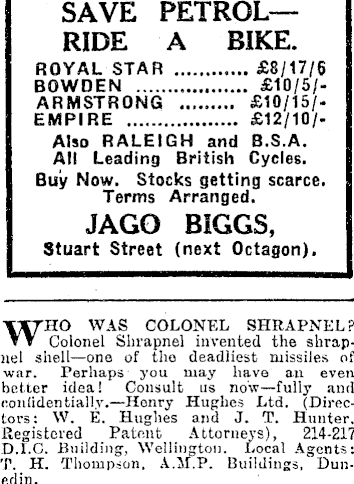 SAVE PETROL—
RIDE A BIKE.
ROYAL STAR ............ £8/17/6
BOWDEN ................ £10/5/-
ARMSTRONG ......... £10/15/-
EMPIRE .................. £12/10/-
Also RALEIGH and B.S.A.
All Leading British Cycles.
Buy Now. Stocks getting scarce.
Terms Arranged.
JAGO BIGGS,
Stuart Street (next Octagon).
WHO WAS COLONEL SHRAPNEL?
Colonel Shrapnel invented the shrap-
nel shell—one of the deadliest missiles of
war. Perhaps you may have an even
better idea! Consult us now—fully and
confidentially.—Henry Hughes Ltd. (Direc-
tors: W. E. Hughes and J. T. Hunter,
Registered Patent Attorneys), 214-217
D.I.C. Building, Wellington. Local Agents:
T. H. Thompson, A.M.P. Buildings, Dun-
edin.